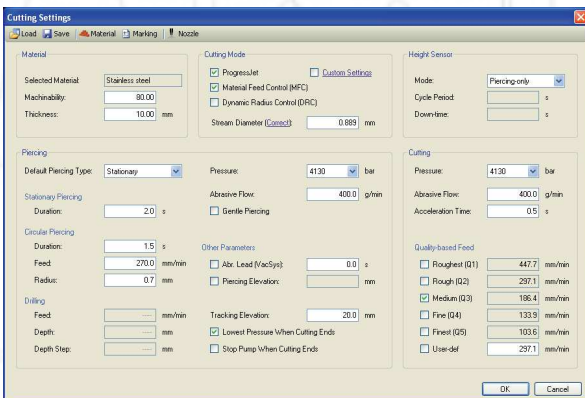 Cutting Settings
Load Save Material Marking Nozzle
Material
Selected Material: Stainless steel
Machinability: 80.00
Thickness: 10.00 mm
Cutting Mode
ProgressJet Custom Settings
Material Feed Control (MFC)
Dynamic Radius Control (DRC)
Stream Diameter (Correct): 0.889 mm
Height Sensor
Mode: Piercing-only
Cycle Period: s
Down-time: s
Piercing
Default Piercing Type: Stationary
Stationary Piercing
Duration: 2.0 s
Circular Piercing
Duration: 1.5 s
Feed: 270.0 mm/min
Radius: 0.7 mm
Drilling
Feed: --- mm/min
Depth: --- mm
Depth Step: --- mm
Pressure: 4130 bar
Abrasive Flow: 400.0 g/min
Gentle Piercing
Other Parameters
Abr. Lead (VacSys): 0.0 s
Piercing Elevation: mm
Tracking Elevation: 20.0 mm
Lowest Pressure When Cutting Ends
Stop Pump When Cutting Ends
Cutting
Pressure: 4130 bar
Abrasive Flow: 400.0 g/min
Acceleration Time: 0.5 s
Quality-based Feed
Roughest (Q1) 447.7 mm/min
Rough (Q2) 297.1 mm/min
Medium (Q3) 186.4 mm/min
Fine (Q4) 133.9 mm/min
Finest (Q5) 103.6 mm/min
User-def 297.1 mm/min
OK Cancel